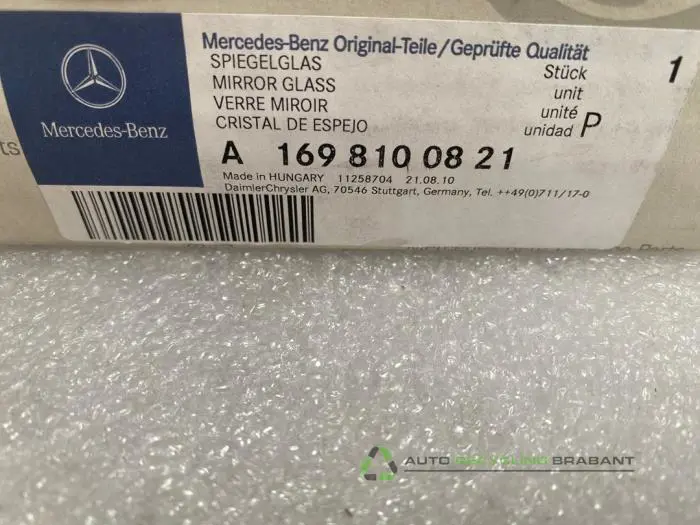 Mercedes-Benz
Mercedes-Benz Original-Teile/Geprüfte Qualität
SPIEGELGLAS
MIRROR GLASS
VERRE MIROIR
CRISTAL DE ESPEJO
Stück
unit
unité
unidad P
1
A 169 810 08 21
Made in HUNGARY 11258704 21.08.10
DaimlerChrysler AG, 70546 Stuttgart, Germany, Tel. ++49(0)711/17-0
AUTO RECYCLING BRABANT